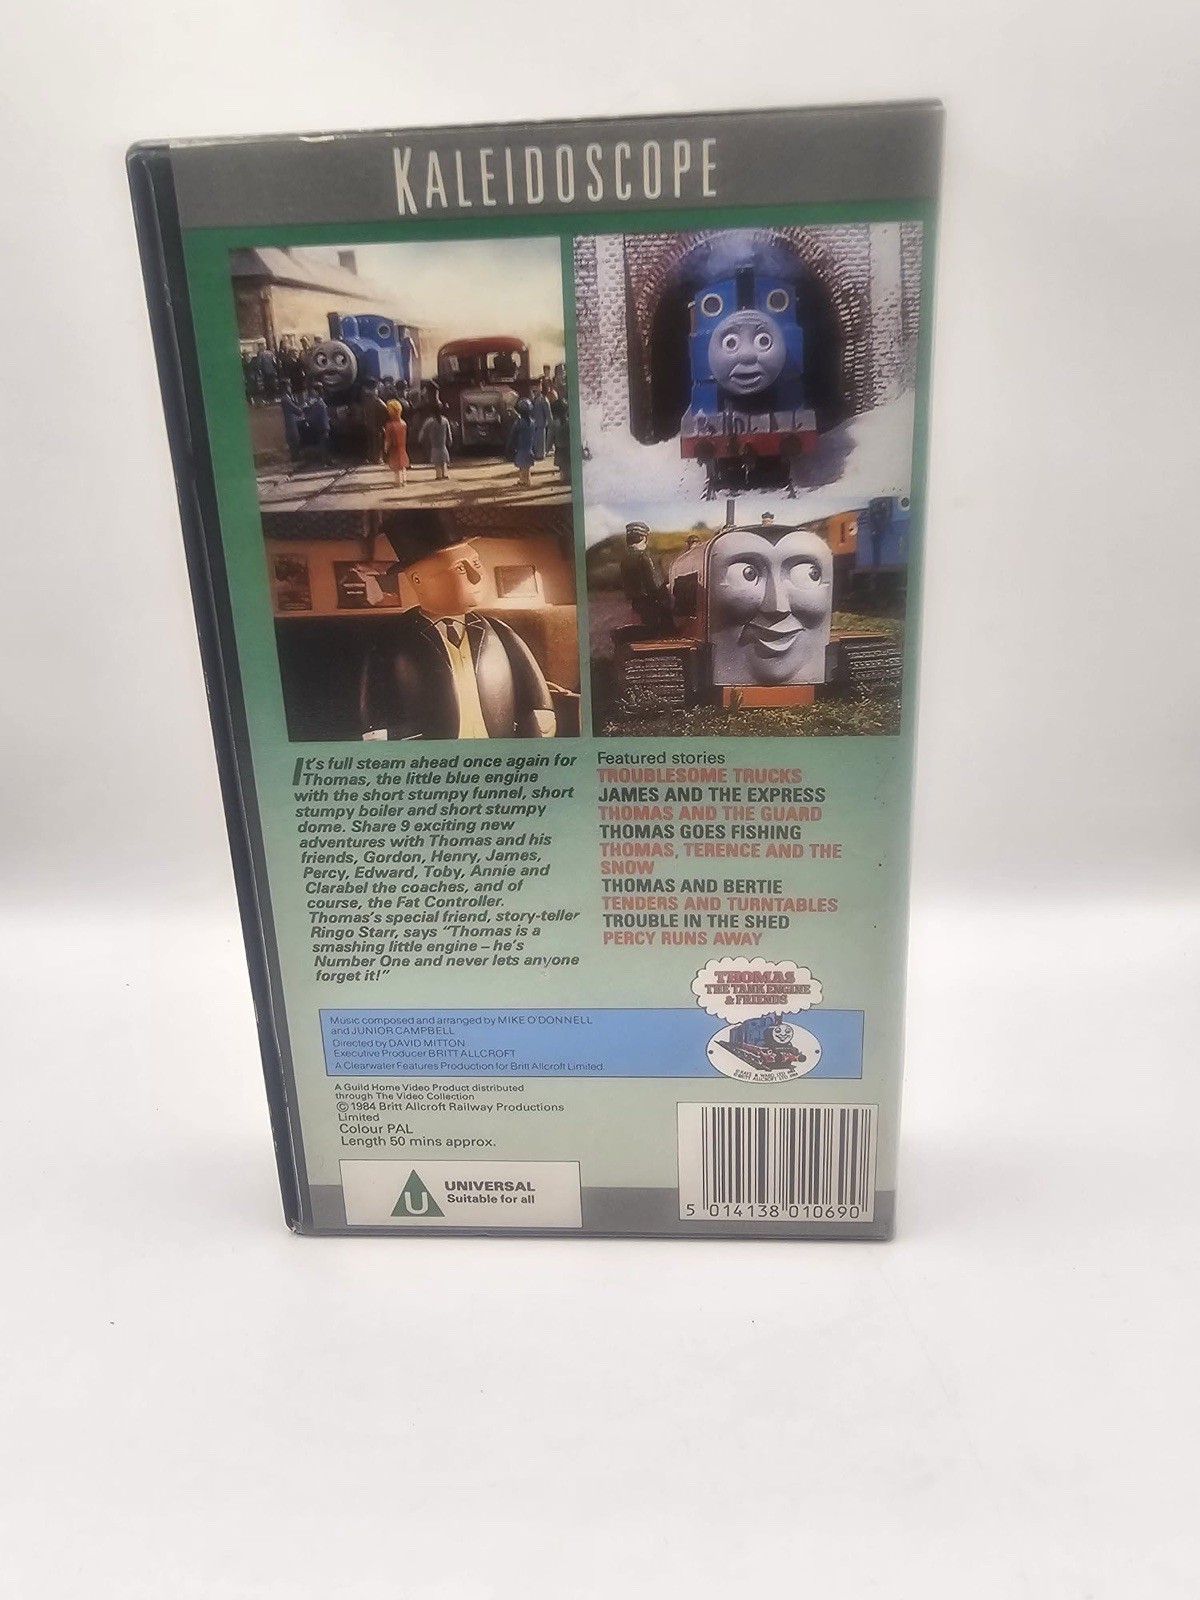 KALEIDOSCOPE
It's full steam ahead once again for
Thomas, the little blue engine
with the short stumpy funnel, short
stumpy boiler and short stumpy
dome. Share 9 exciting new
adventures with Thomas and his
friends, Gordon, Henry, James,
Percy, Edward, Toby, Annie and
Clarabel the coaches, and of
course, the Fat Controller.
Thomas's special friend, story-teller
Ringo Starr, says "Thomas is a
smashing little engine – he's
Number One and never lets anyone
forget it!"
Featured stories
TROUBLESOME TRUCKS
JAMES AND THE EXPRESS
THOMAS AND THE GUARD
THOMAS GOES FISHING
THOMAS, TERENCE AND THE
SNOW
THOMAS AND BERTIE
TENDERS AND TURNTABLES
TROUBLE IN THE SHED
PERCY RUNS AWAY
THOMAS
THE TANK ENGINE
& FRIENDS
Music composed and arranged by MIKE O'DONNELL
and JUNIOR CAMPBELL
Directed by DAVID MITTON
Executive Producer BRITT ALLCROFT
A Clearwater Features Production for Britt Allcroft Limited.
© KAYE & WARD LTD
© BRITT ALLCROFT LTD 1984
A Guild Home Video Product distributed
through The Video Collection
© 1984 Britt Allcroft Railway Productions
Limited
Colour PAL
Length 50 mins approx.
U
UNIVERSAL
Suitable for all
5 014138 010690